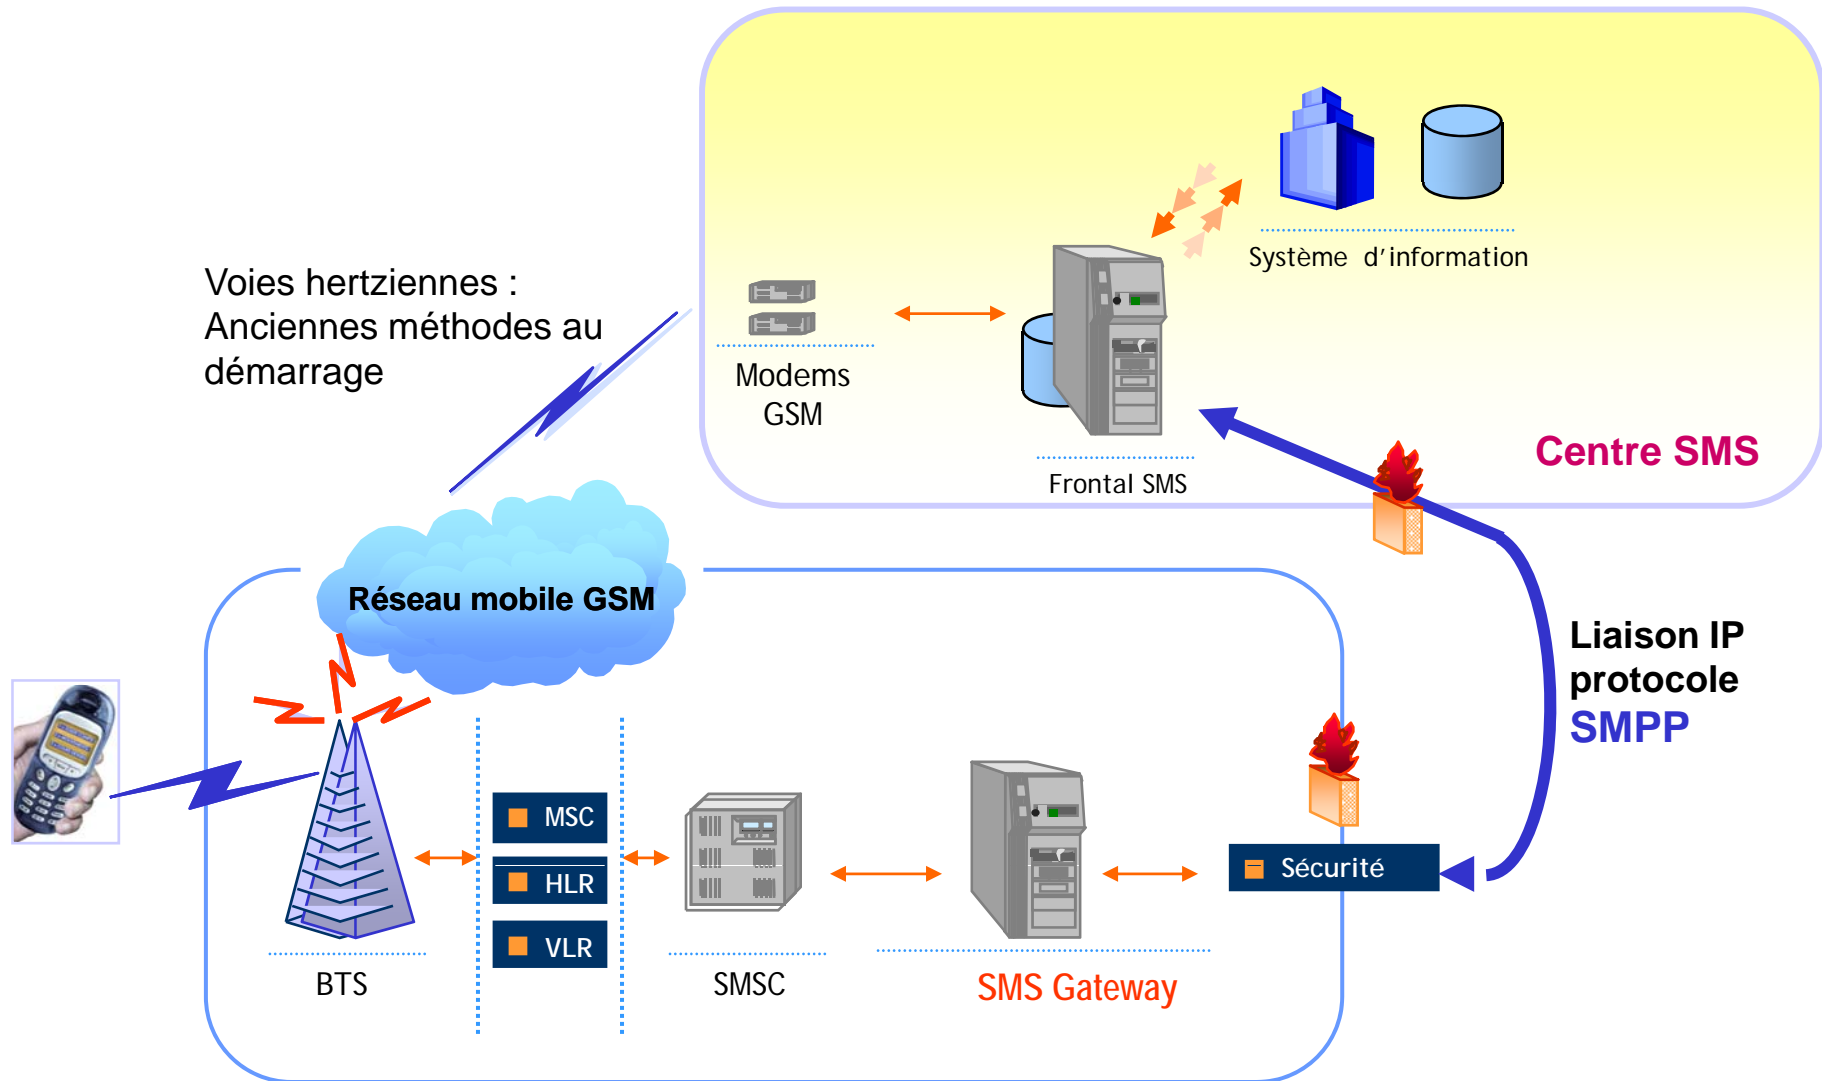 Système d'information
Voies hertziennes :
Anciennes méthodes au
démarrage
Modems
GSM
Frontal SMS
Centre SMS
Réseau mobile GSM
Liaison IP
protocole
SMPP
MSC
HLR
VLR
Sécurité
BTS
SMSC
SMS Gateway